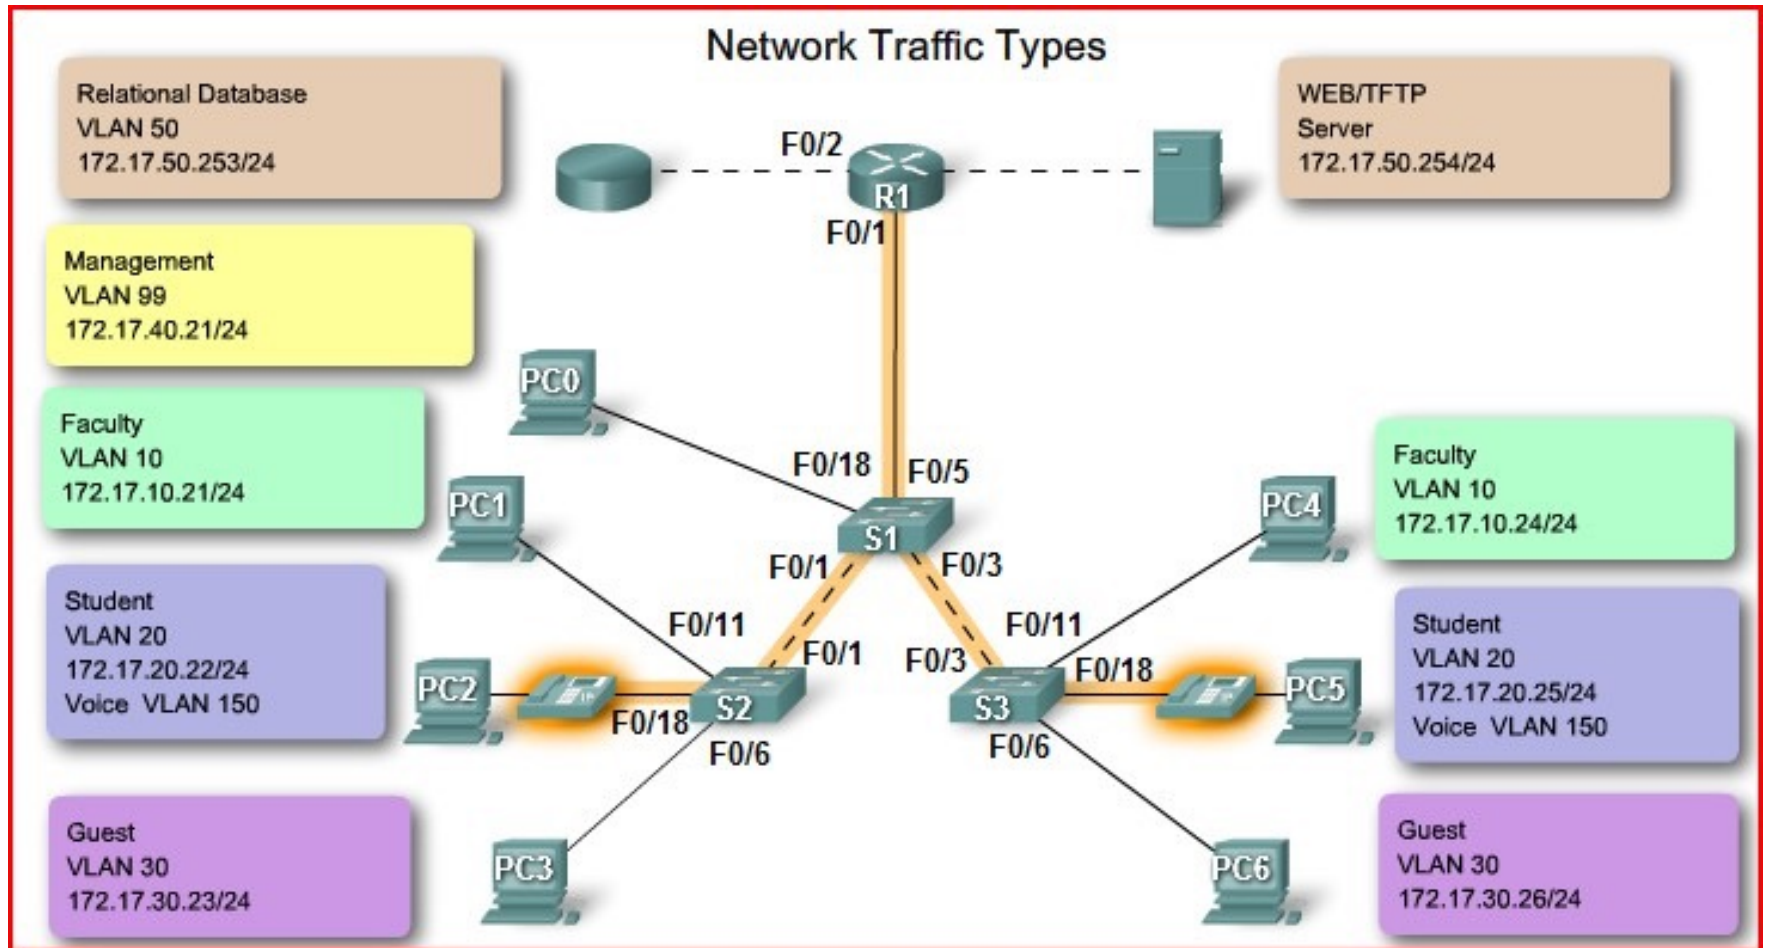 Network Traffic Types
Relational Database
VLAN 50
172.17.50.253/24
WEB/TFTP
Server
172.17.50.254/24
F0/2
R1
F0/1
Management
VLAN 99
172.17.40.21/24
PC0
Faculty
VLAN 10
172.17.10.21/24
PC1
F0/18
F0/5
S1
F0/1
F0/3
PC4
Faculty
VLAN 10
172.17.10.24/24
Student
VLAN 20
172.17.20.22/24
Voice VLAN 150
PC2
F0/11
F0/1
F0/18
S2
F0/6
F0/3
F0/11
F0/18
S3
F0/6
PC5
Student
VLAN 20
172.17.20.25/24
Voice VLAN 150
Guest
VLAN 30
172.17.30.23/24
PC3
PC6
Guest
VLAN 30
172.17.30.26/24